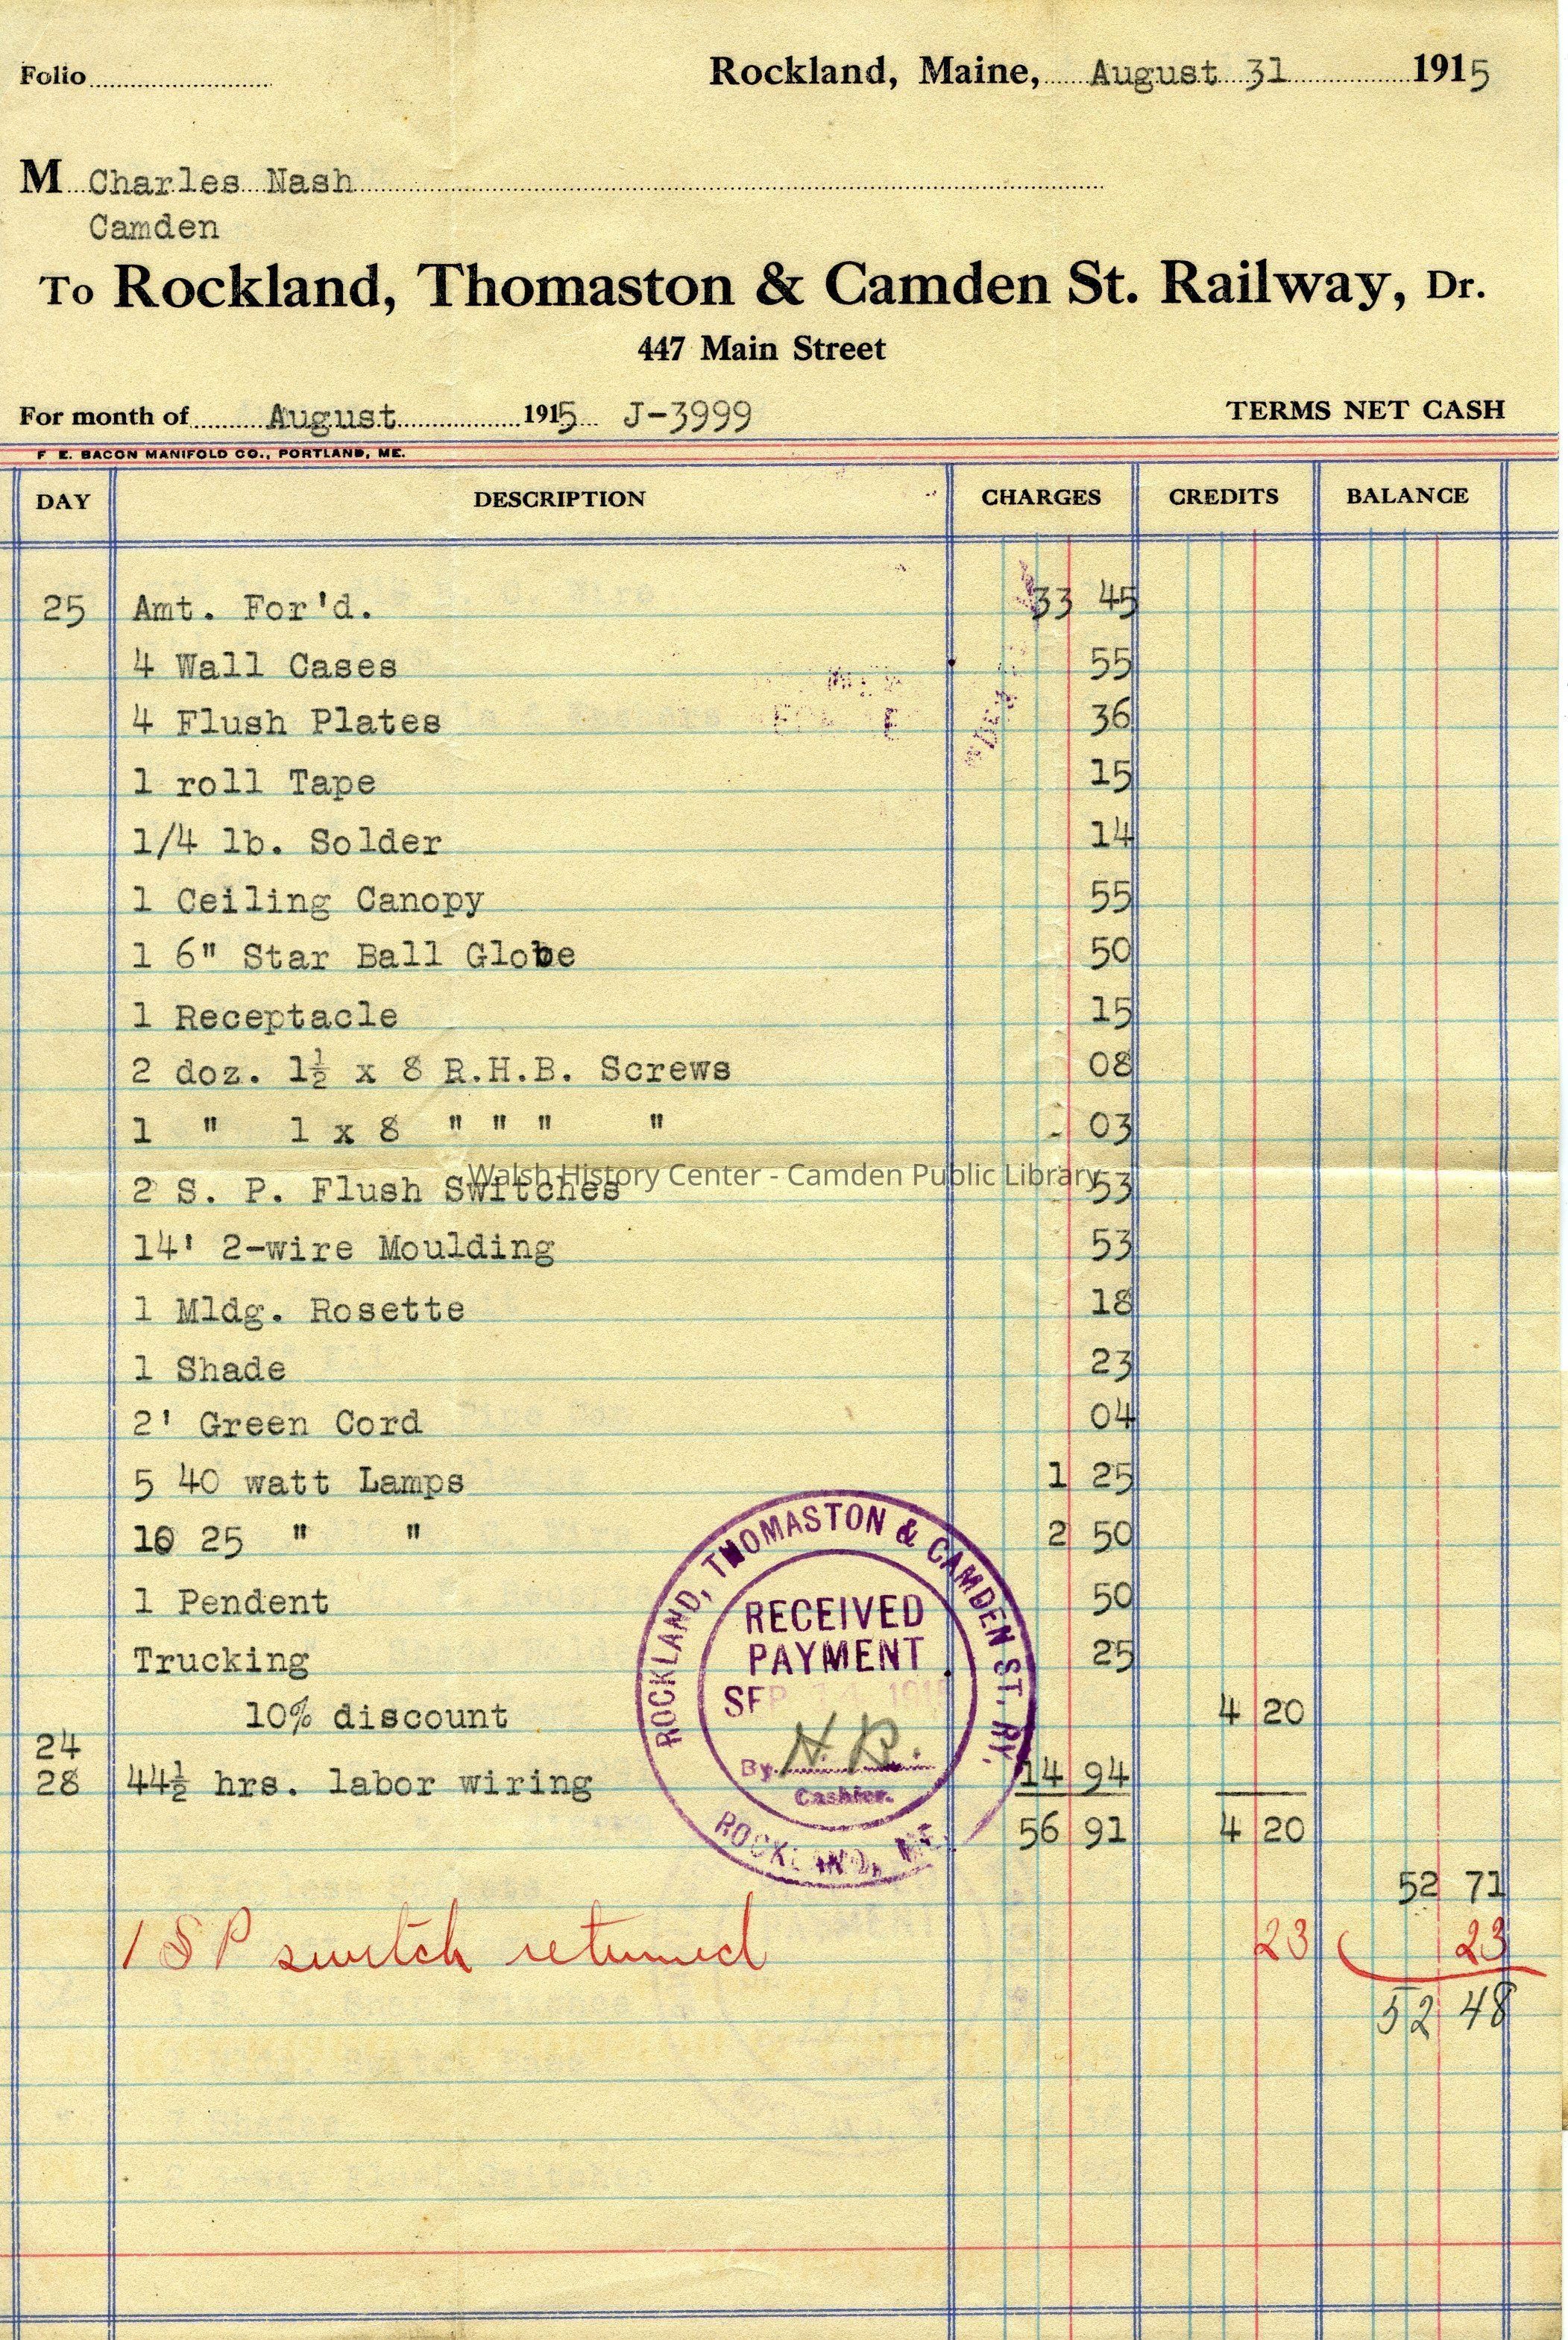 Folio
Rockland, Maine, August 31 1915
M Charles Nash
Camden
To Rockland, Thomaston & Camden St. Railway, Dr.
447 Main Street
For month of August 1915 J-3999 TERMS NET CASH
F. E. BACON MANIFOLD CO., PORTLAND, ME.
DAY DESCRIPTION CHARGES CREDITS BALANCE
25 Amt. For'd. 33 45
4 Wall Cases 55
4 Flush Plates 36
1 roll Tape 15
1/4 lb. Solder 14
1 Ceiling Canopy 55
1 6" Star Ball Globe 50
1 Receptacle 15
2 doz. 1½ x 8 R.H.B. Screws 08
1 " 1 x 8 " " " " 03
Walsh History Center - Camden Public Library
2 S. P. Flush Switches 53
14' 2-wire Moulding 53
1 Mldg. Rosette 18
1 Shade 23
2' Green Cord 04
5 40 watt Lamps 1 25
10 25 " " 2 50
1 Pendent 50
Trucking 25
10% discount 4 20
24
28 44½ hrs. labor wiring 14 94
56 91 4 20
52 71
1 S P switch returned 23 23
52 48
ROCKLAND, THOMASTON & CAMDEN ST. RY.
RECEIVED
PAYMENT
SEP 14 1915
By H.B.
Cashier.
ROCKLAND, ME.